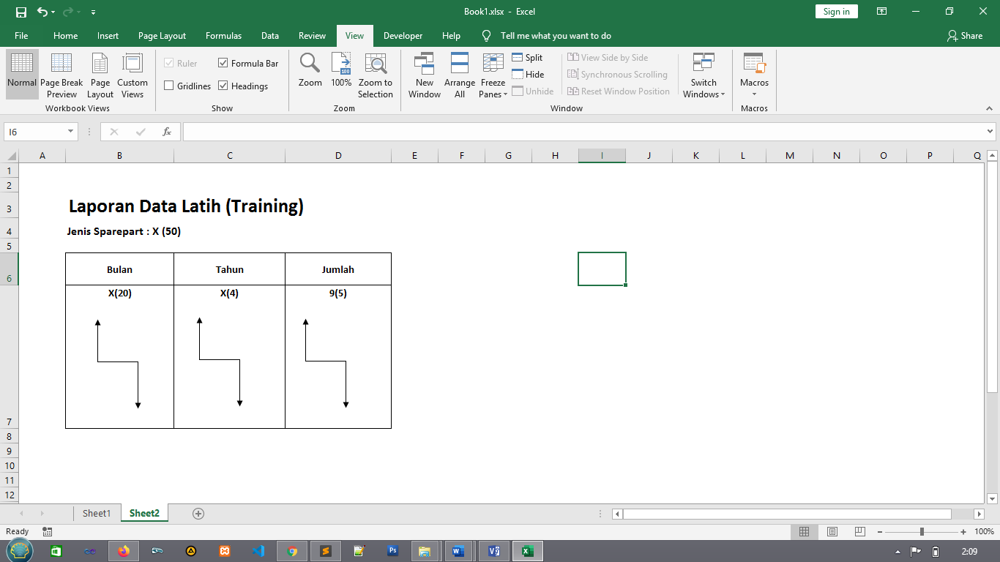 Book1.xlsx - Excel
Sign in
File Home Insert Page Layout Formulas Data Review View Developer Help Tell me what you want to do Share
Normal
Page Break Preview
Page Layout
Custom Views
Workbook Views
Ruler
Formula Bar
Gridlines
Headings
Show
Zoom
100
100%
Zoom to Selection
Zoom
New Window
Arrange All
Freeze Panes
Split
Hide
Unhide
View Side by Side
Synchronous Scrolling
Reset Window Position
Switch Windows
Window
Macros
Macros
I6
fx
A B C D E F G H I J K L M N O P Q
1
2
3
Laporan Data Latih (Training)
4
Jenis Sparepart : X (50)
5
6
Bulan Tahun Jumlah
X(20) X(4) 9(5)
7
8
9
10
11
12
Sheet1 Sheet2
Ready
100%
Ps
2:09